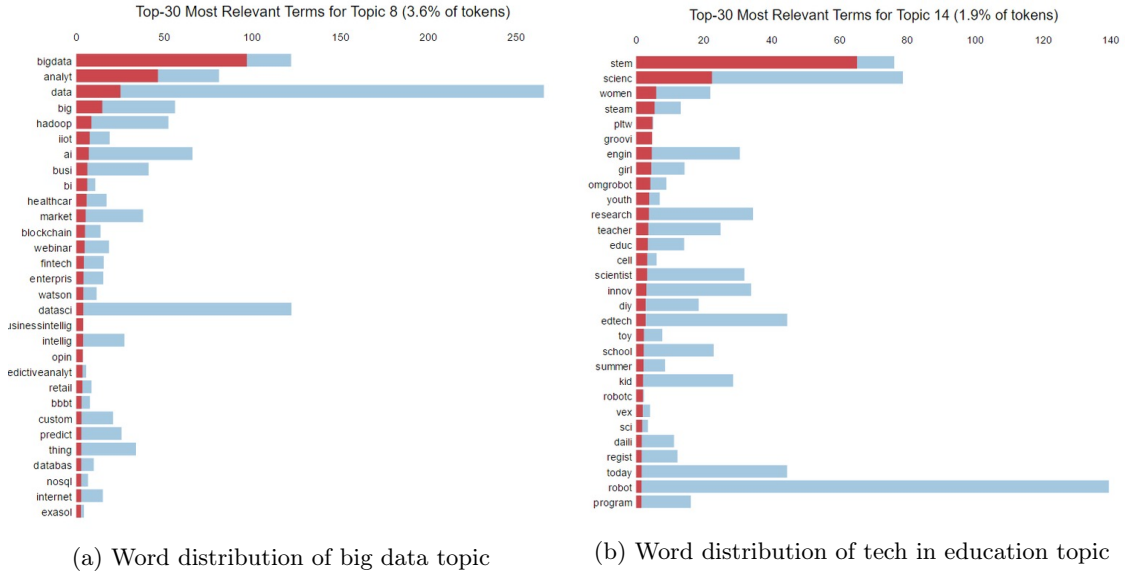 Top-30 Most Relevant Terms for Topic 8 (3.6% of tokens)
0 50 100 150 200 250
bigdata
analyt
data
big
hadoop
iiot
ai
busi
bi
healthcar
market
blockchain
webinar
fintech
enterpris
watson
datasci
usinessintellig
intellig
opin
edictiveanalyt
retail
bbbt
custom
predict
thing
databas
nosql
internet
exasol
(a) Word distribution of big data topic
Top-30 Most Relevant Terms for Topic 14 (1.9% of tokens)
0 20 40 60 80 100 120 140
stem
scienc
women
steam
pltw
groovi
engin
girl
omgrobot
youth
research
teacher
educ
cell
scientist
innov
diy
edtech
toy
school
summer
kid
robotc
vex
sci
daili
regist
today
robot
program
(b) Word distribution of tech in education topic